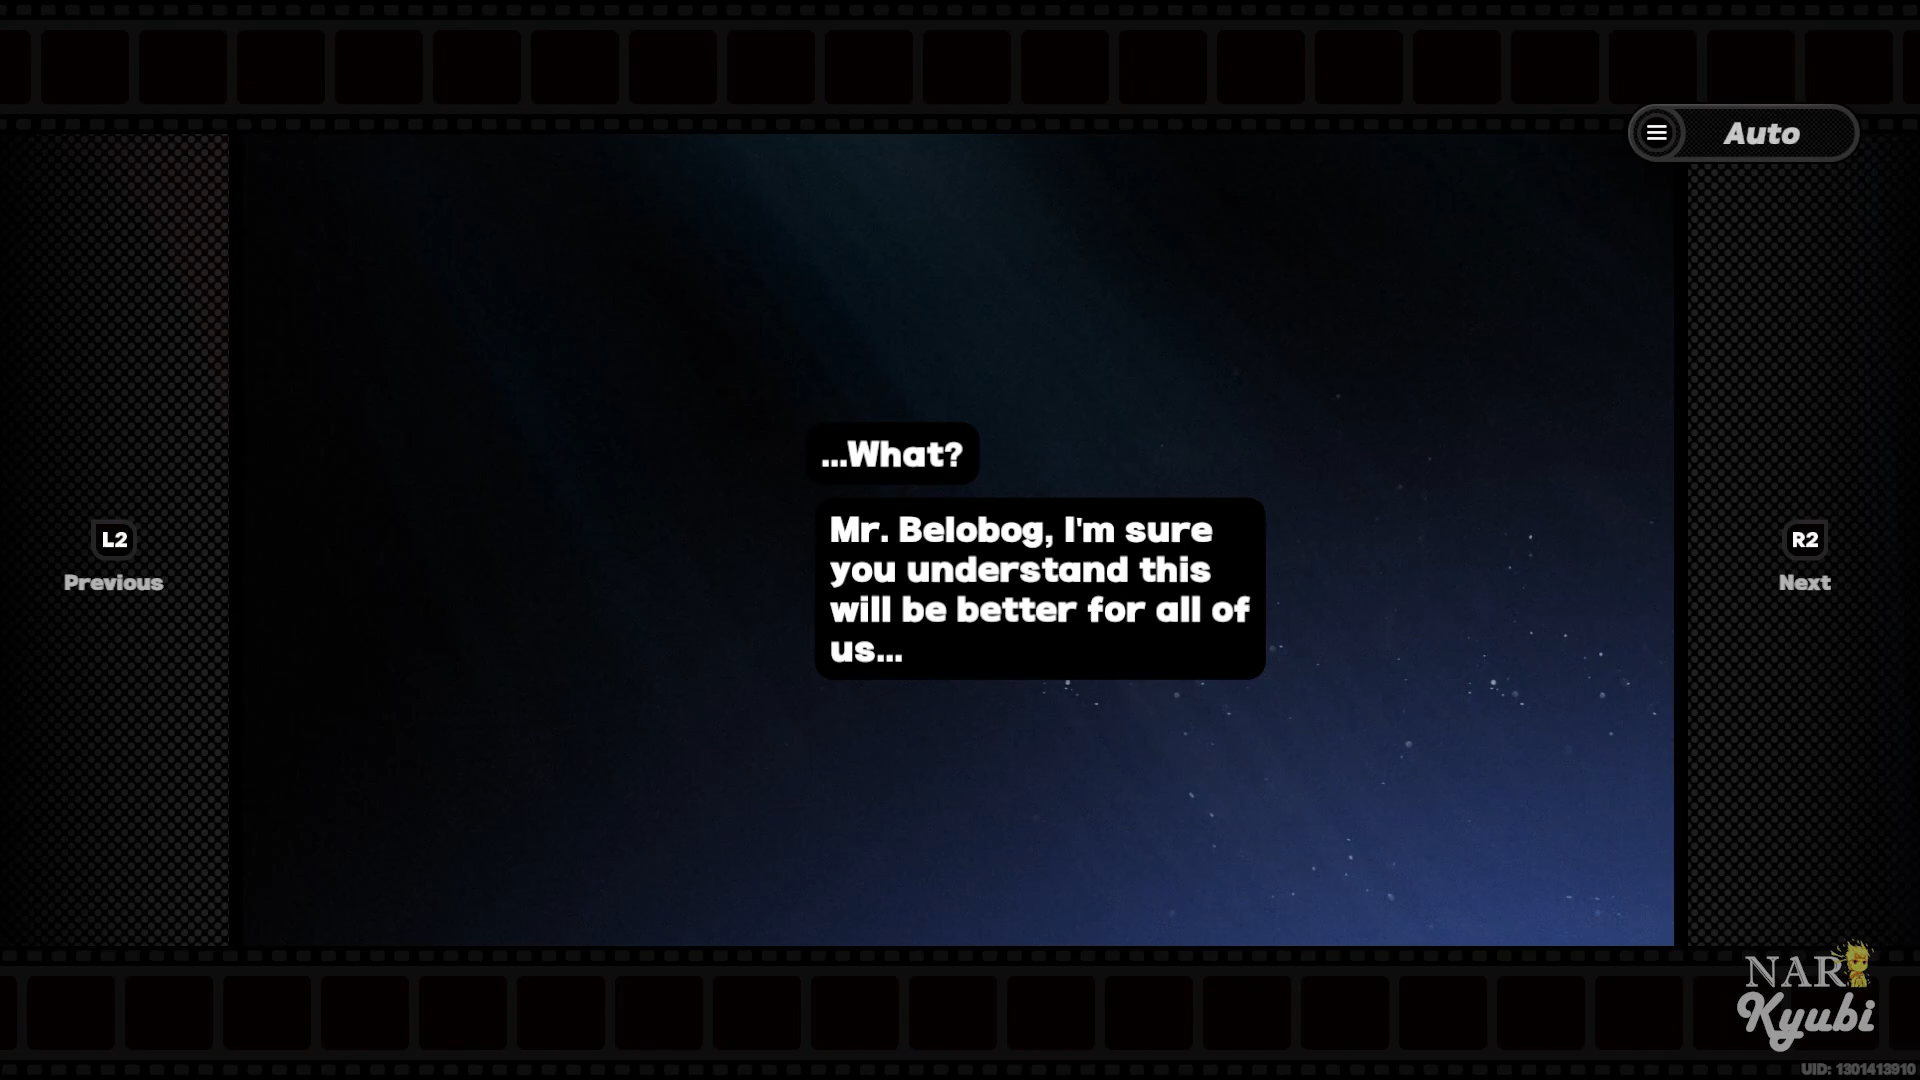 Auto
...What?
Mr. Belobog, I'm sure
you understand this
will be better for all of
us...
L2
Previous
R2
Next
NAR
Kyubi
UID: 1301413910